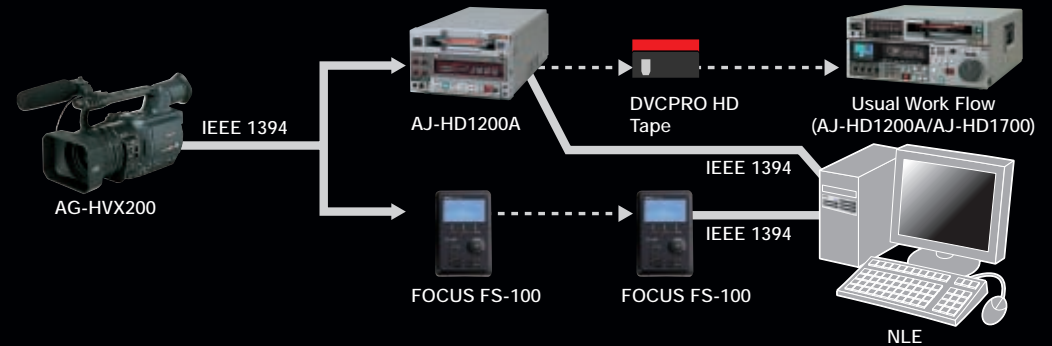 IEEE 1394
AG-HVX200
AJ-HD1200A
DVCPRO HD
Tape
Usual Work Flow
(AJ-HD1200A/AJ-HD1700)
IEEE 1394
FOCUS FS-100
FOCUS FS-100
IEEE 1394
NLE